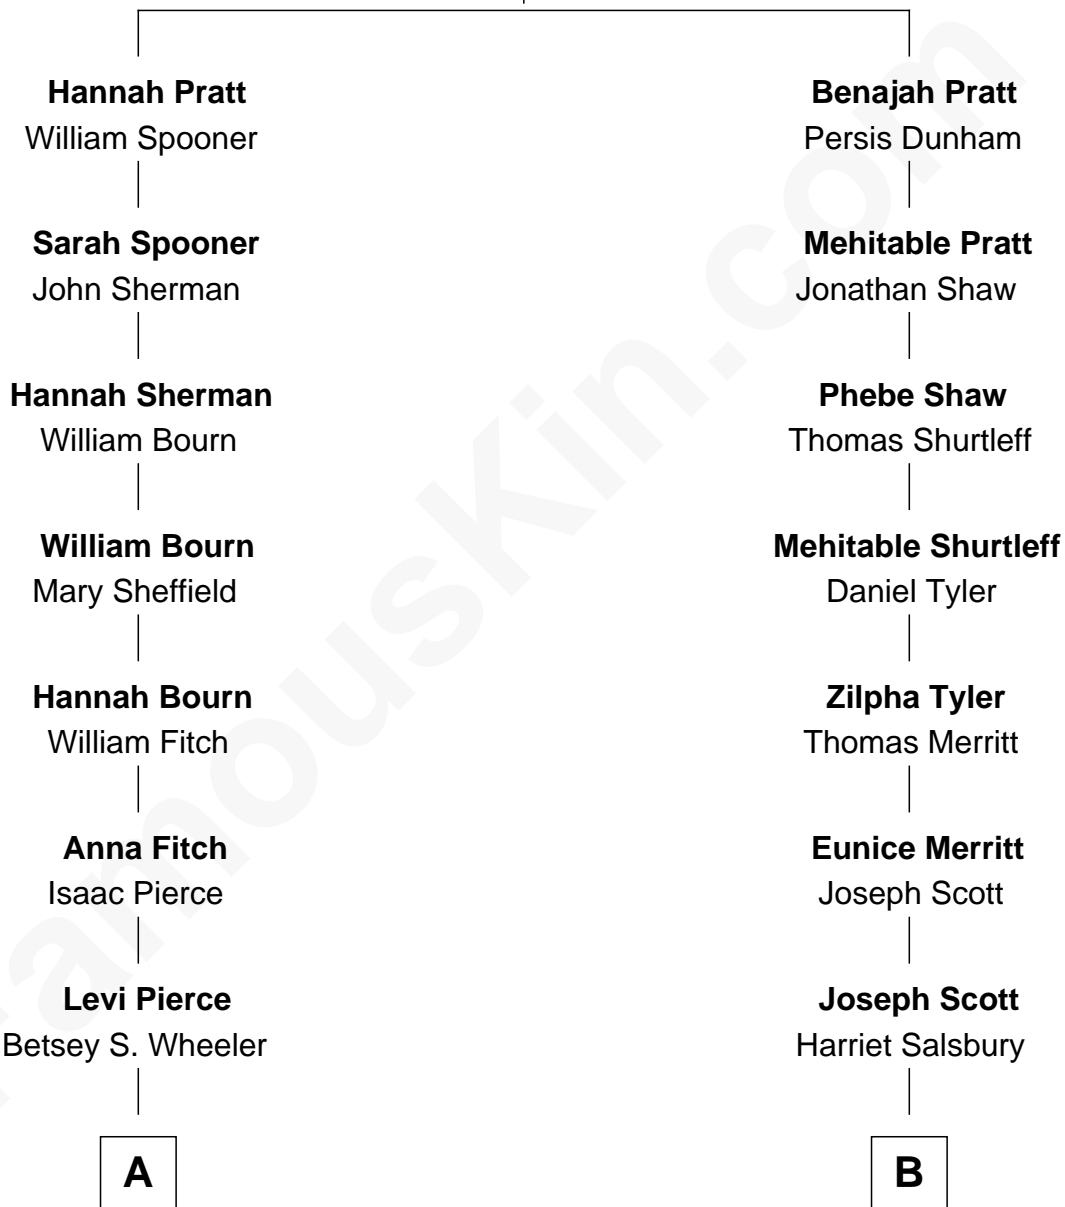 Hannah Pratt
William Spooner
Sarah Spooner
John Sherman
Hannah Sherman
William Bourn
William Bourn
Mary Sheffield
Hannah Bourn
William Fitch
Anna Fitch
Isaac Pierce
Levi Pierce
Betsey S. Wheeler
A
Benajah Pratt
Persis Dunham
Mehitable Pratt
Jonathan Shaw
Phebe Shaw
Thomas Shurtleff
Mehitable Shurtleff
Daniel Tyler
Zilpha Tyler
Thomas Merritt
Eunice Merritt
Joseph Scott
Joseph Scott
Harriet Salsbury
B
FamousKin.com